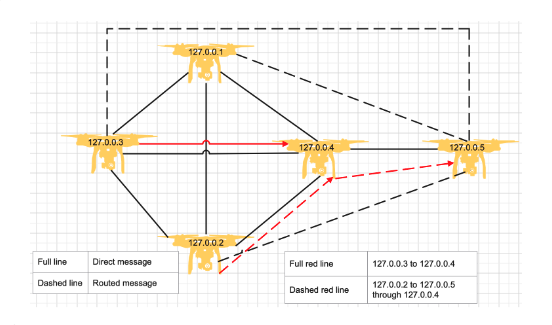 127.0.0.1
127.0.0.3
127.0.0.4
127.0.0.5
127.0.0.2
Full line Direct message
Dashed line Routed message
Full red line 127.0.0.3 to 127.0.0.4
Dashed red line 127.0.0.2 to 127.0.0.5
through 127.0.0.4